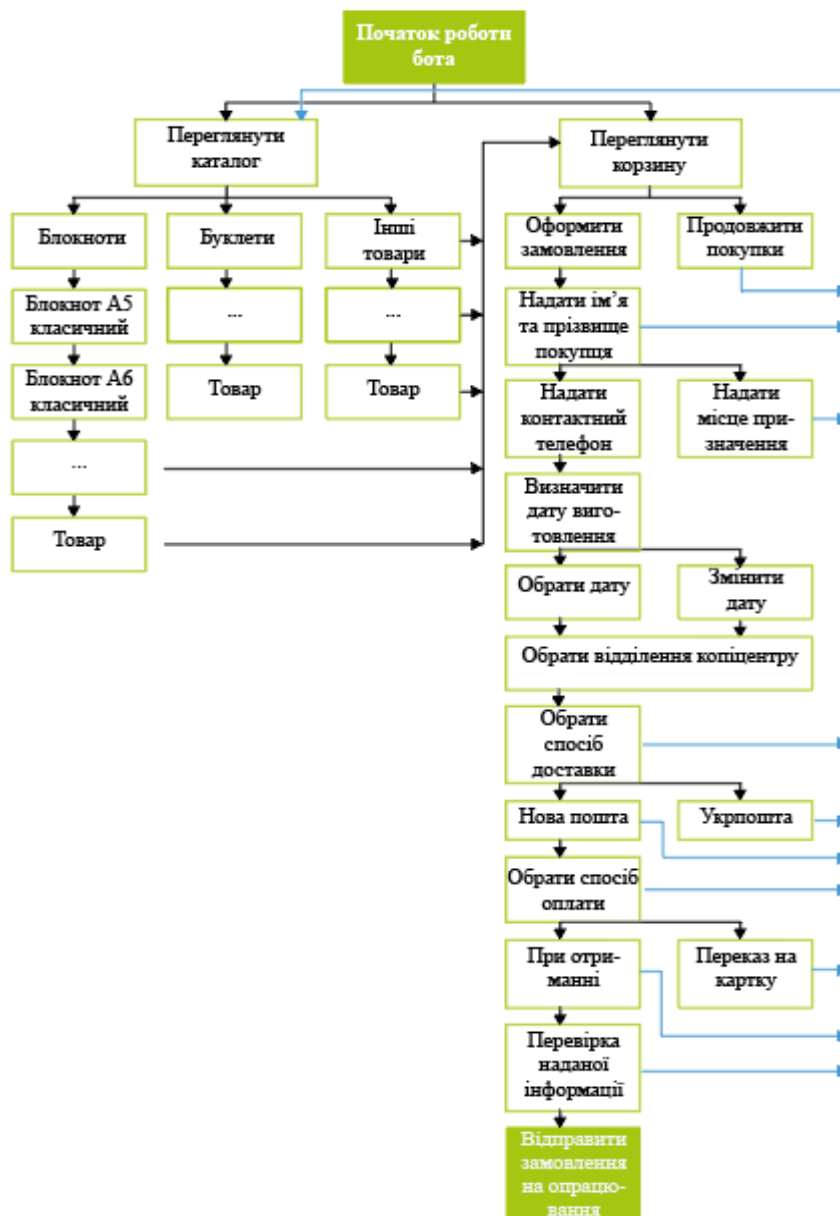 Початок роботи
бота
Переглянути
каталог
Переглянути
корзину
Блокноти
Буклети
Інші
товари
Оформити
замовлення
Продовжити
покупки
Блокнот А5
класичний
...
...
Надати ім’я
та прізвище
покупця
Блокнот А6
класичний
Товар
Товар
Надати
контактний
телефон
Надати
місце при-
значення
...
Визначити
дату виго-
товлення
Товар
Обрати дату
Змінити
дату
Обрати відділення копіцентру
Обрати
спосіб
доставки
Нова пошта
Укрпошта
Обрати спосіб
оплати
При отри-
манні
Переказ на
картку
Перевірка
наданої
інформації
Відправити
замовлення
на опрацю-
вання